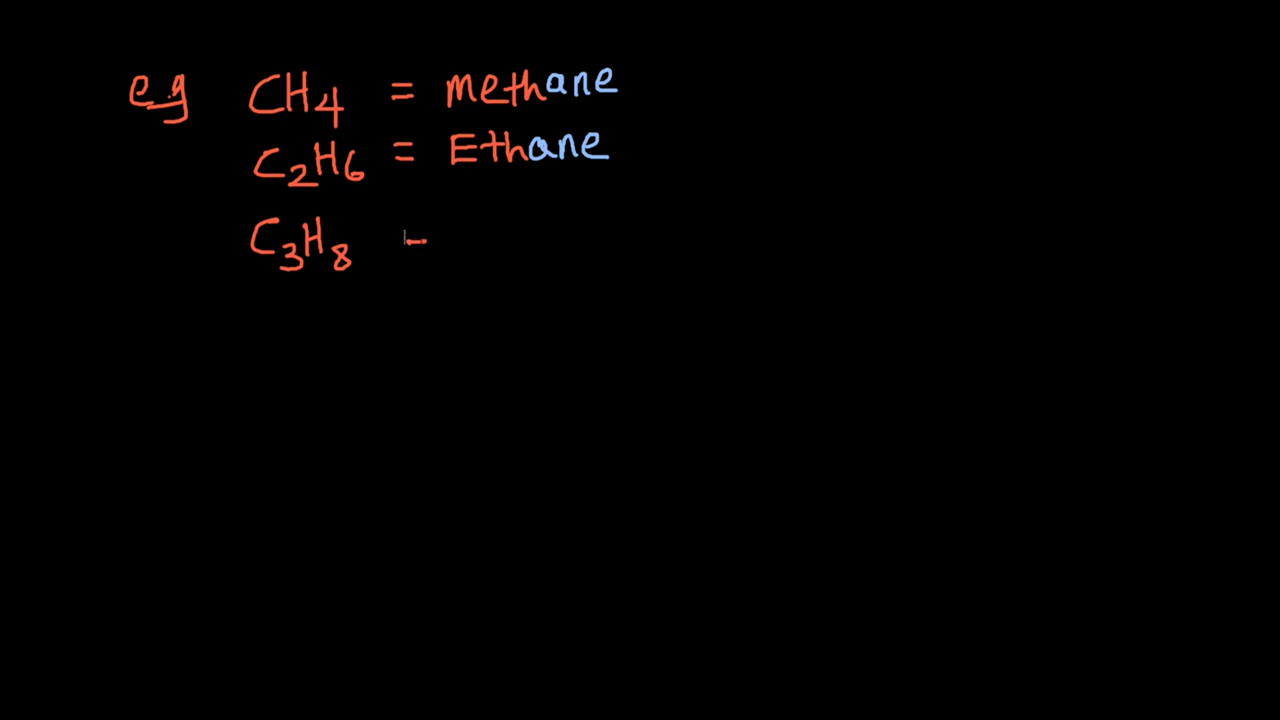 e.g CH4 = methane
C2H6 = Ethane
C3H8 -